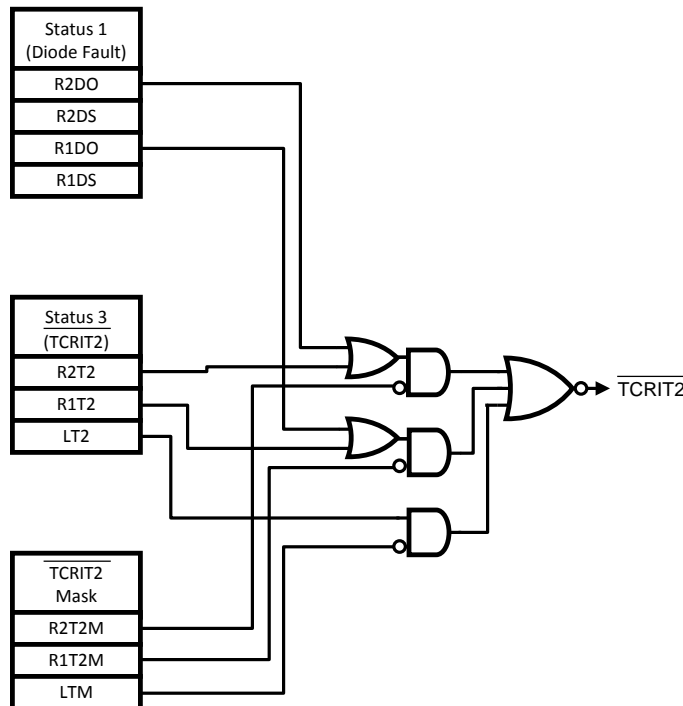 Status 1
(Diode Fault)
R2DO
R2DS
R1DO
R1DS
Status 3
(TCRIT2)
R2T2
R1T2
LT2
TCRIT2
TCRIT2
Mask
R2T2M
R1T2M
LTM